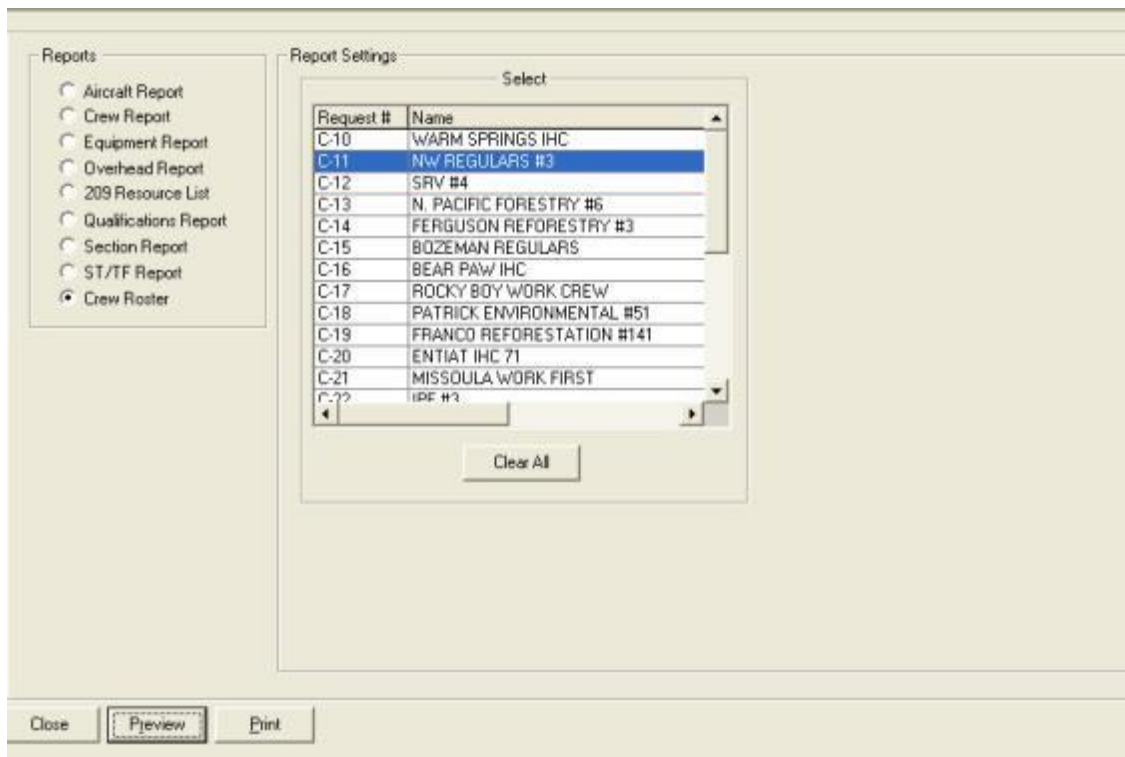 Reports
Aircraft Report
Crew Report
Equipment Report
Overhead Report
209 Resource List
Qualifications Report
Section Report
ST/TF Report
Crew Roster
Report Settings
Select
Request # Name
C-10 WARM SPRINGS IHC
C-11 NW REGULARS #3
C-12 SRV #4
C-13 N. PACIFIC FORESTRY #6
C-14 FERGUSON REFORESTRY #3
C-15 BOZEMAN REGULARS
C-16 BEAR PAW IHC
C-17 ROCKY BOY WORK CREW
C-18 PATRICK ENVIRONMENTAL #51
C-19 FRANCO REFORESTATION #141
C-20 ENTIAT IHC 71
C-21 MISSOULA WORK FIRST
C-22 #3
Clear All
Close Preview Print